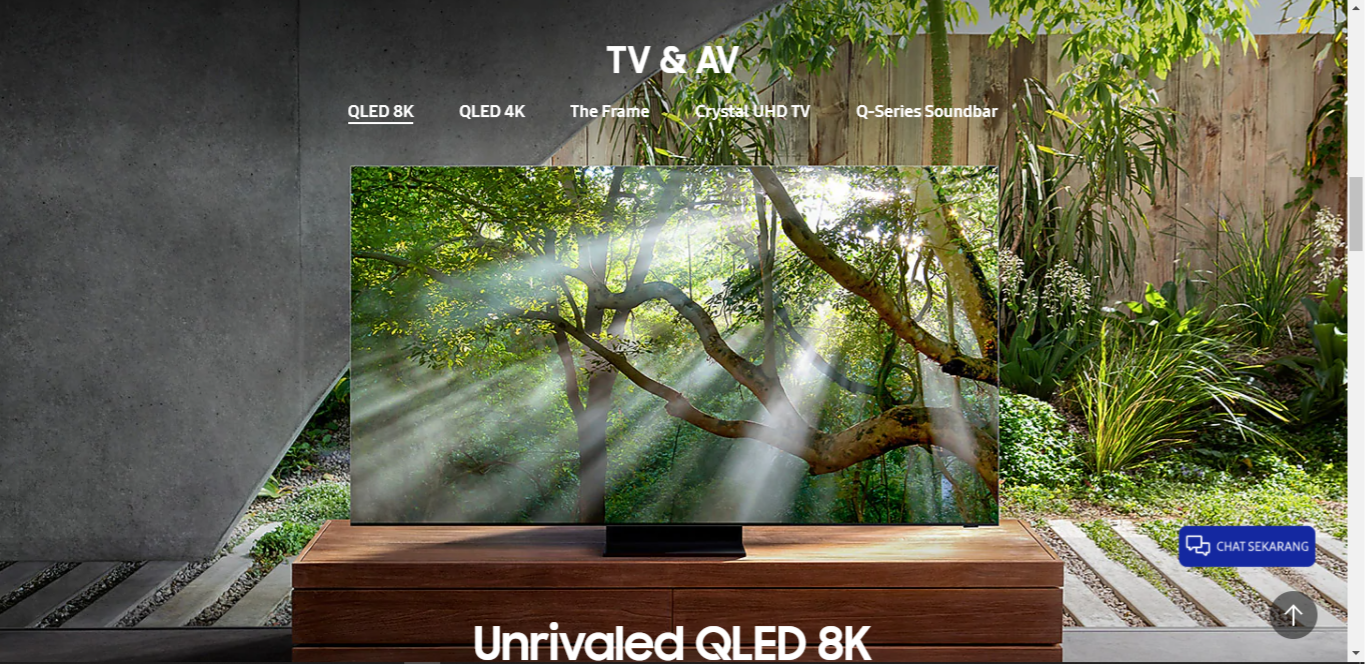 TV & AV
QLED 8K QLED 4K The Frame Crystal UHD TV Q-Series Soundbar
CHAT SEKARANG
Unrivaled QLED 8K